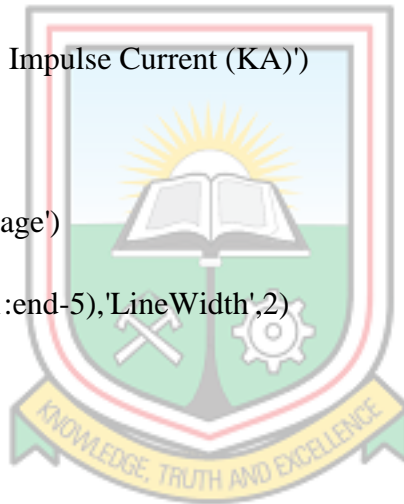 Impulse Current (KA)')
age')
:end-5),'LineWidth',2)
KNOWLEDGE, TRUTH AND EXCELLENCE